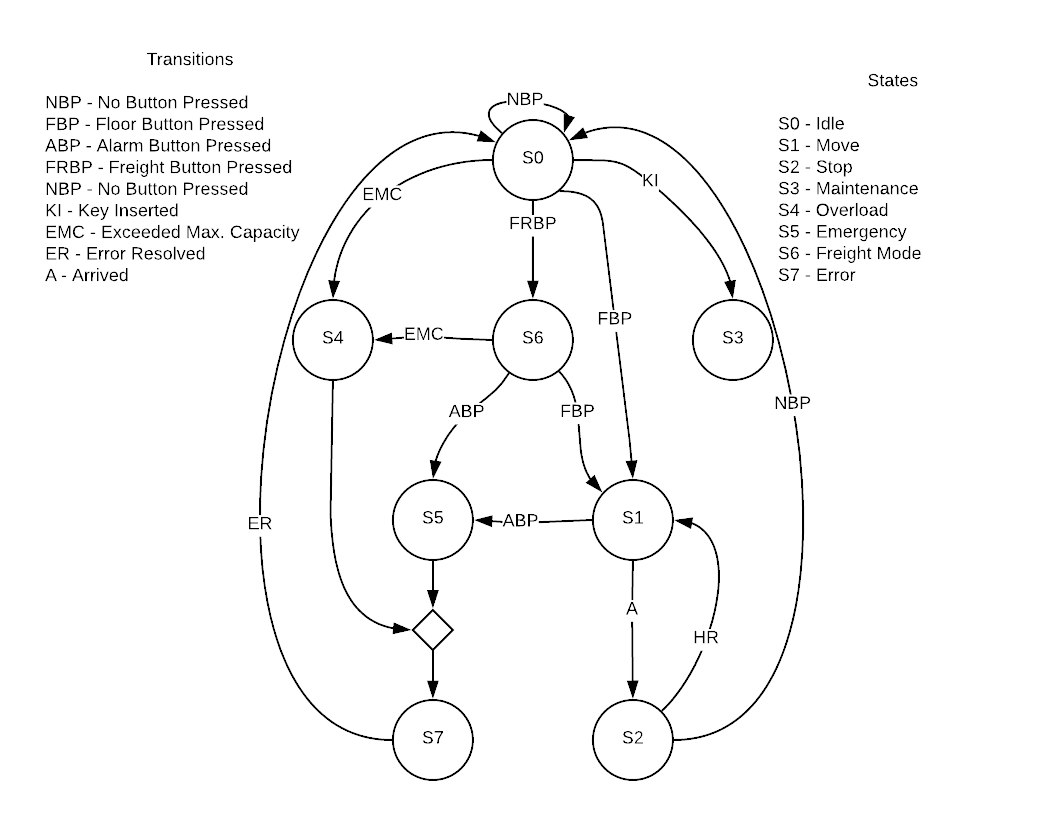 Transitions
NBP - No Button Pressed
FBP - Floor Button Pressed
ABP - Alarm Button Pressed
FRBP - Freight Button Pressed
NBP - No Button Pressed
KI - Key Inserted
EMC - Exceeded Max. Capacity
ER - Error Resolved
A - Arrived
States
S0 - Idle
S1 - Move
S2 - Stop
S3 - Maintenance
S4 - Overload
S5 - Emergency
S6 - Freight Mode
S7 - Error
NBP
S0
EMC
KI
FRBP
FBP
S4
EMC
S6
S3
ABP
FBP
NBP
ER
S5
ABP
S1
A
HR
S7
S2